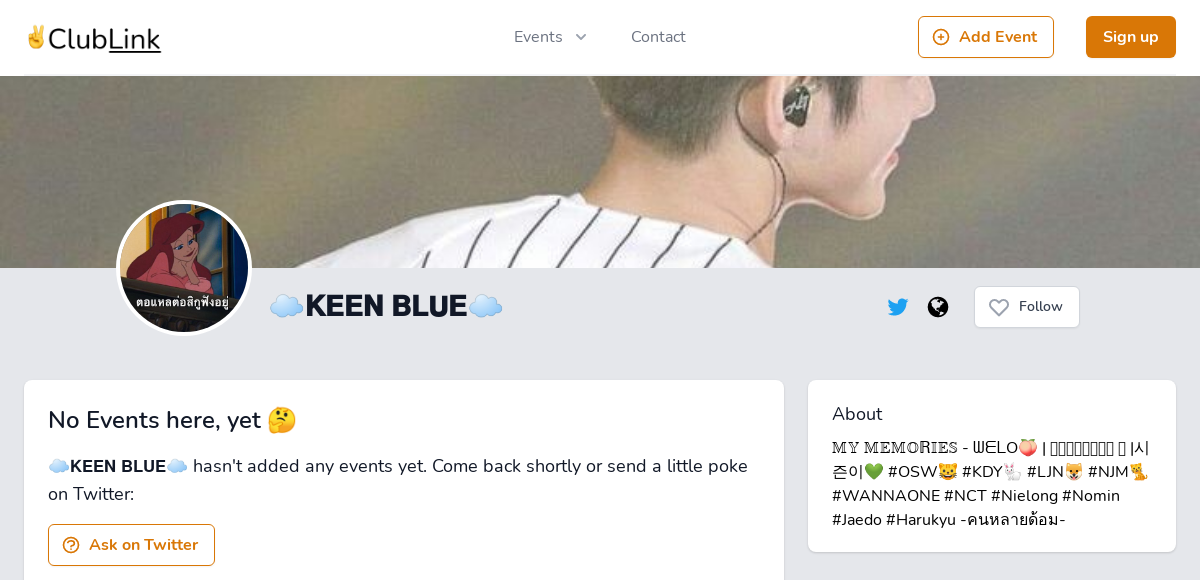 ✌️ClubLink
Events
Contact
Add Event
Sign up
ตอแหลต่อสิกูฟังอยู่
☁️KEEN BLUE☁️
Follow
No Events here, yet 🤔
☁️KEEN BLUE☁️ hasn't added any events yet. Come back shortly or send a little poke
on Twitter:
Ask on Twitter
About
𝕄𝕐 𝕄𝔼𝕄𝕆ℝ𝕀𝔼𝕊 - ᗯᗴᒪO🍑 | |시
즌이💚 #OSW🐯 #KDY🐇 #LJN🐶 #NJM🐈
#WANNAONE #NCT #Nielong #Nomin
#Jaedo #Harukyu -คนหลายด้อม-